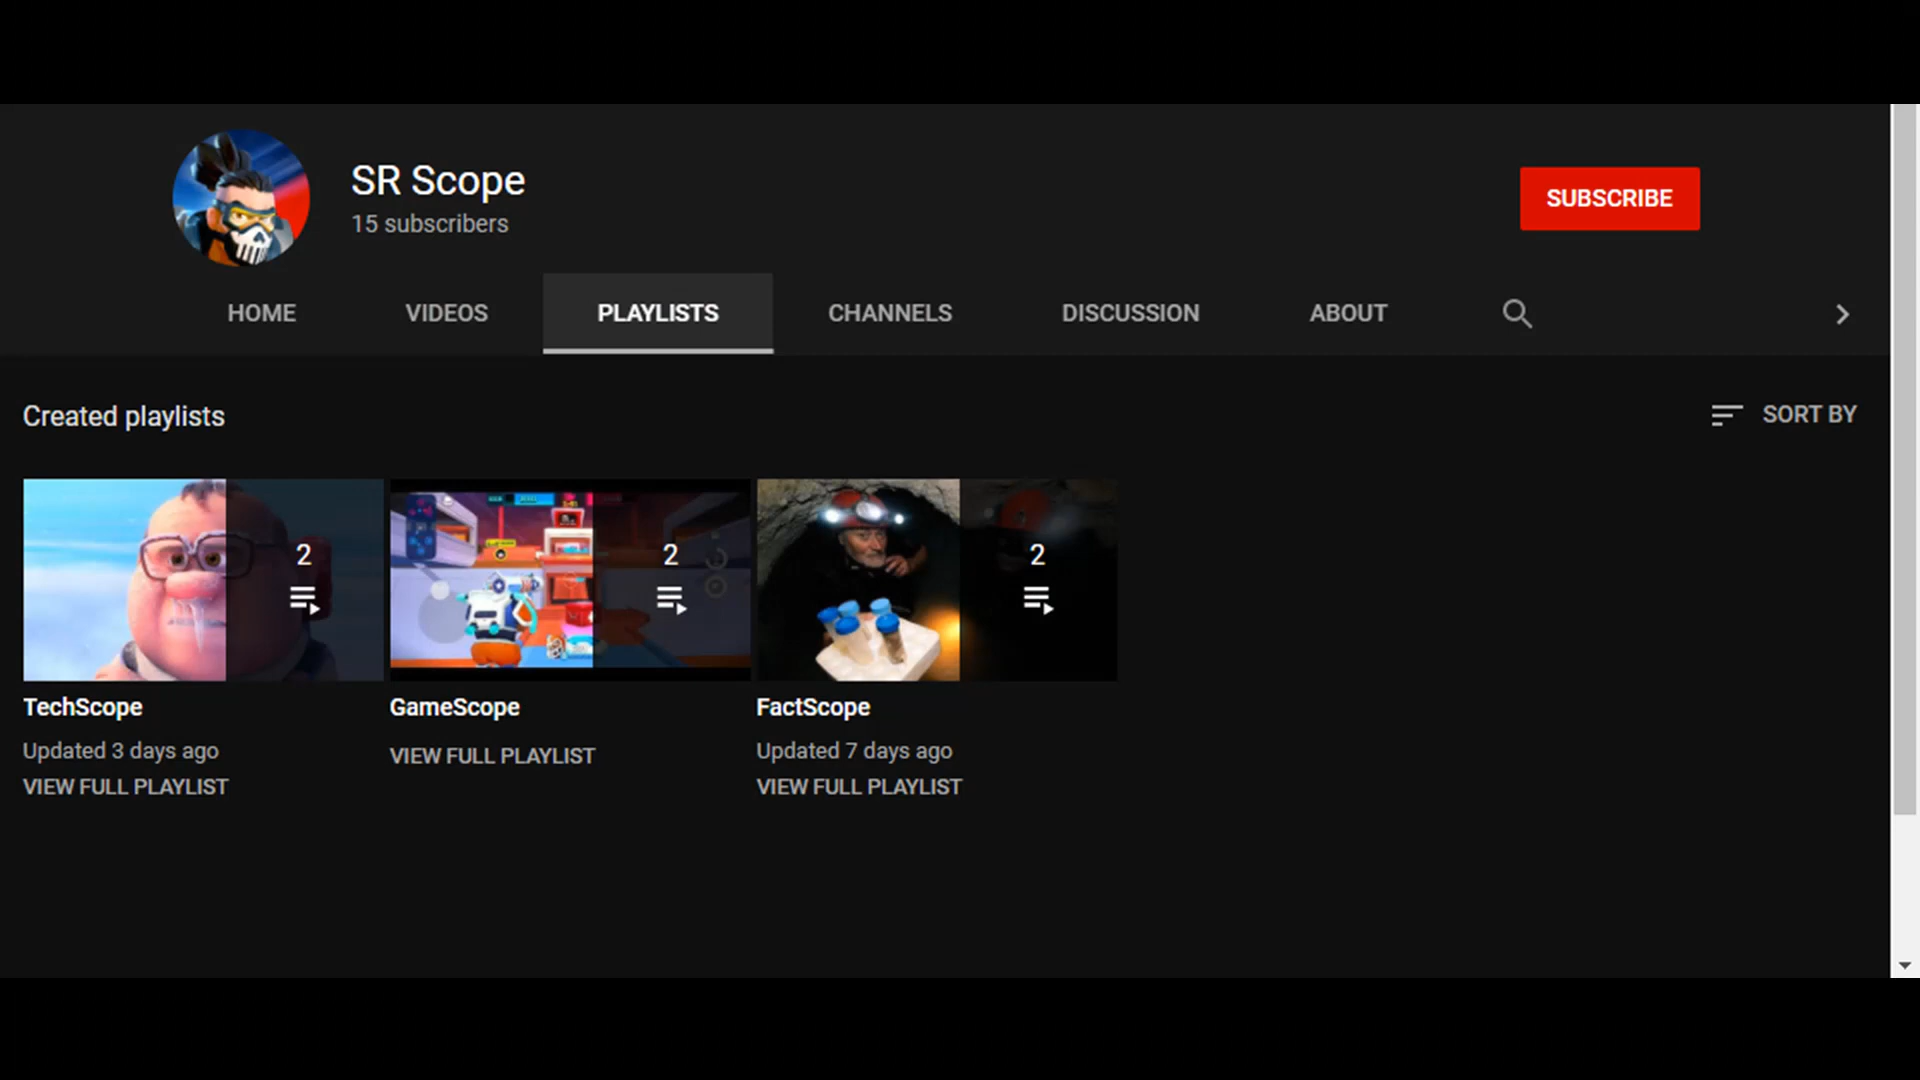 SR Scope
15 subscribers
SUBSCRIBE
HOME VIDEOS PLAYLISTS CHANNELS DISCUSSION ABOUT
Created playlists
SORT BY
2 2 2
TechScope GameScope FactScope
Updated 3 days ago Updated 7 days ago
VIEW FULL PLAYLIST VIEW FULL PLAYLIST VIEW FULL PLAYLIST